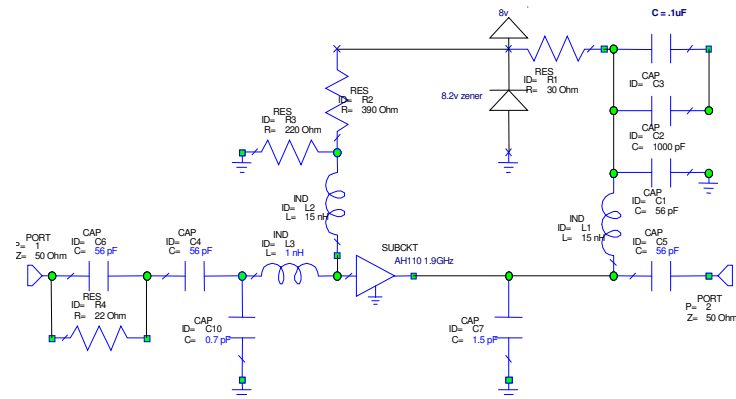 8v
C = .1uF
RES
ID= R1
R= 30 Ohm
CAP
ID= C3
8.2v zener
RES
ID= R2
R= 390 Ohm
RES
ID= R3
R= 220 Ohm
CAP
ID= C2
C= 1000 pF
CAP
ID= C1
C= 56 pF
IND
ID= L2
L= 15 nH
IND
ID= L1
L= 15 nH
PORT
P= 1
Z= 50 Ohm
CAP
ID= C6
C= 56 pF
CAP
ID= C4
C= 56 pF
IND
ID= L3
L= 1 nH
SUBCKT
AH110 1.9GHz
CAP
ID= C5
C= 56 pF
RES
ID= R4
R= 22 Ohm
CAP
ID= C10
C= 0.7 pF
CAP
ID= C7
C= 1.5 pF
PORT
P= 2
Z= 50 Ohm